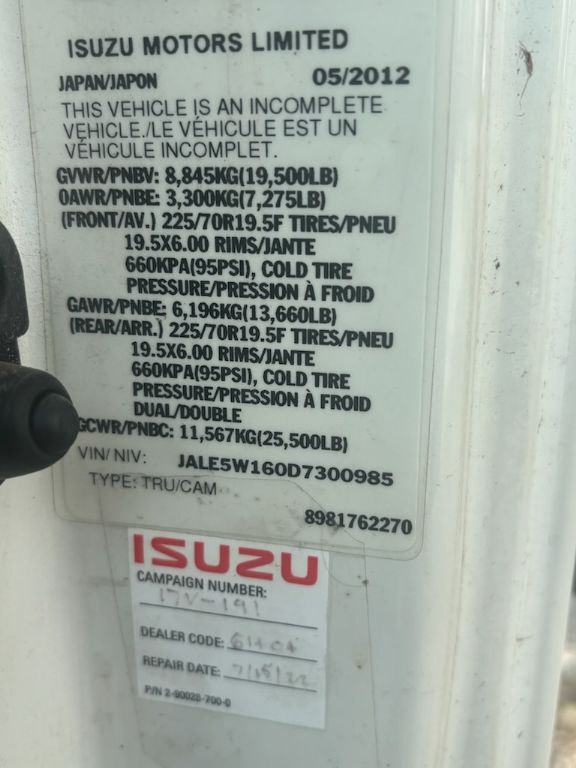 ISUZU MOTORS LIMITED
JAPAN/JAPON 05/2012
THIS VEHICLE IS AN INCOMPLETE
VEHICLE./LE VÉHICULE EST UN
VÉHICULE INCOMPLET.
GVWR/PNBV: 8,845KG(19,500LB)
0AWR/PNBE: 3,300KG(7,275LB)
(FRONT/AV.) 225/70R19.5F TIRES/PNEU
19.5X6.00 RIMS/JANTE
660KPA(95PSI), COLD TIRE
PRESSURE/PRESSION À FROID
GAWR/PNBE: 6,196KG(13,660LB)
(REAR/ARR.) 225/70R19.5F TIRES/PNEU
19.5X6.00 RIMS/JANTE
660KPA(95PSI), COLD TIRE
PRESSURE/PRESSION À FROID
DUAL/DOUBLE
GCWR/PNBC: 11,567KG(25,500LB)
VIN/ NIV: JALE5W160D7300985
TYPE: TRU/CAM
8981762270
ISUZU
CAMPAIGN NUMBER:
17V-191
DEALER CODE:
REPAIR DATE: 7/15/22
P/N 2-90028-700-0